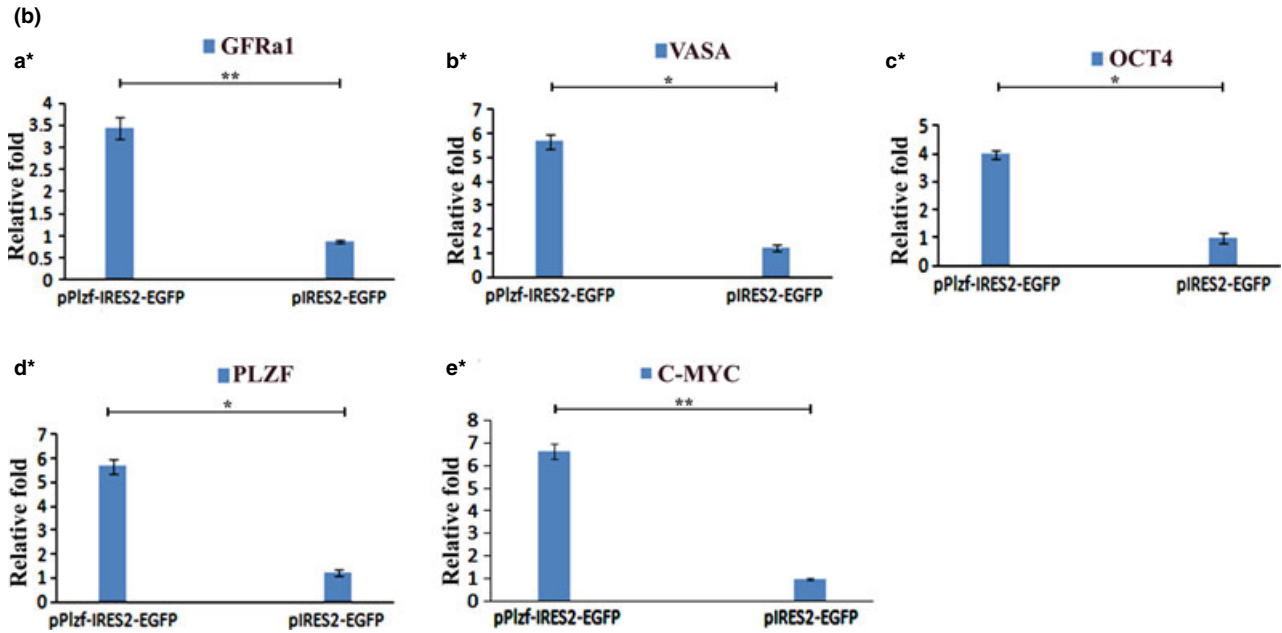 (b)
a*
GFRa1
**
Relative fold
4
3.5
3
2.5
2
1.5
1
0.5
0
pPlzf-IRES2-EGFP pIRES2-EGFP
b*
VASA
*
Relative fold
7
6
5
4
3
2
1
0
pPlzf-IRES2-EGFP pIRES2-EGFP
c*
OCT4
*
Relative fold
5
4
3
2
1
0
pPlzf-IRES2-EGFP pIRES2-EGFP
d*
PLZF
*
Relative fold
7
6
5
4
3
2
1
0
pPlzf-IRES2-EGFP pIRES2-EGFP
e*
C-MYC
**
Relative fold
8
7
6
5
4
3
2
1
0
pPlzf-IRES2-EGFP pIRES2-EGFP